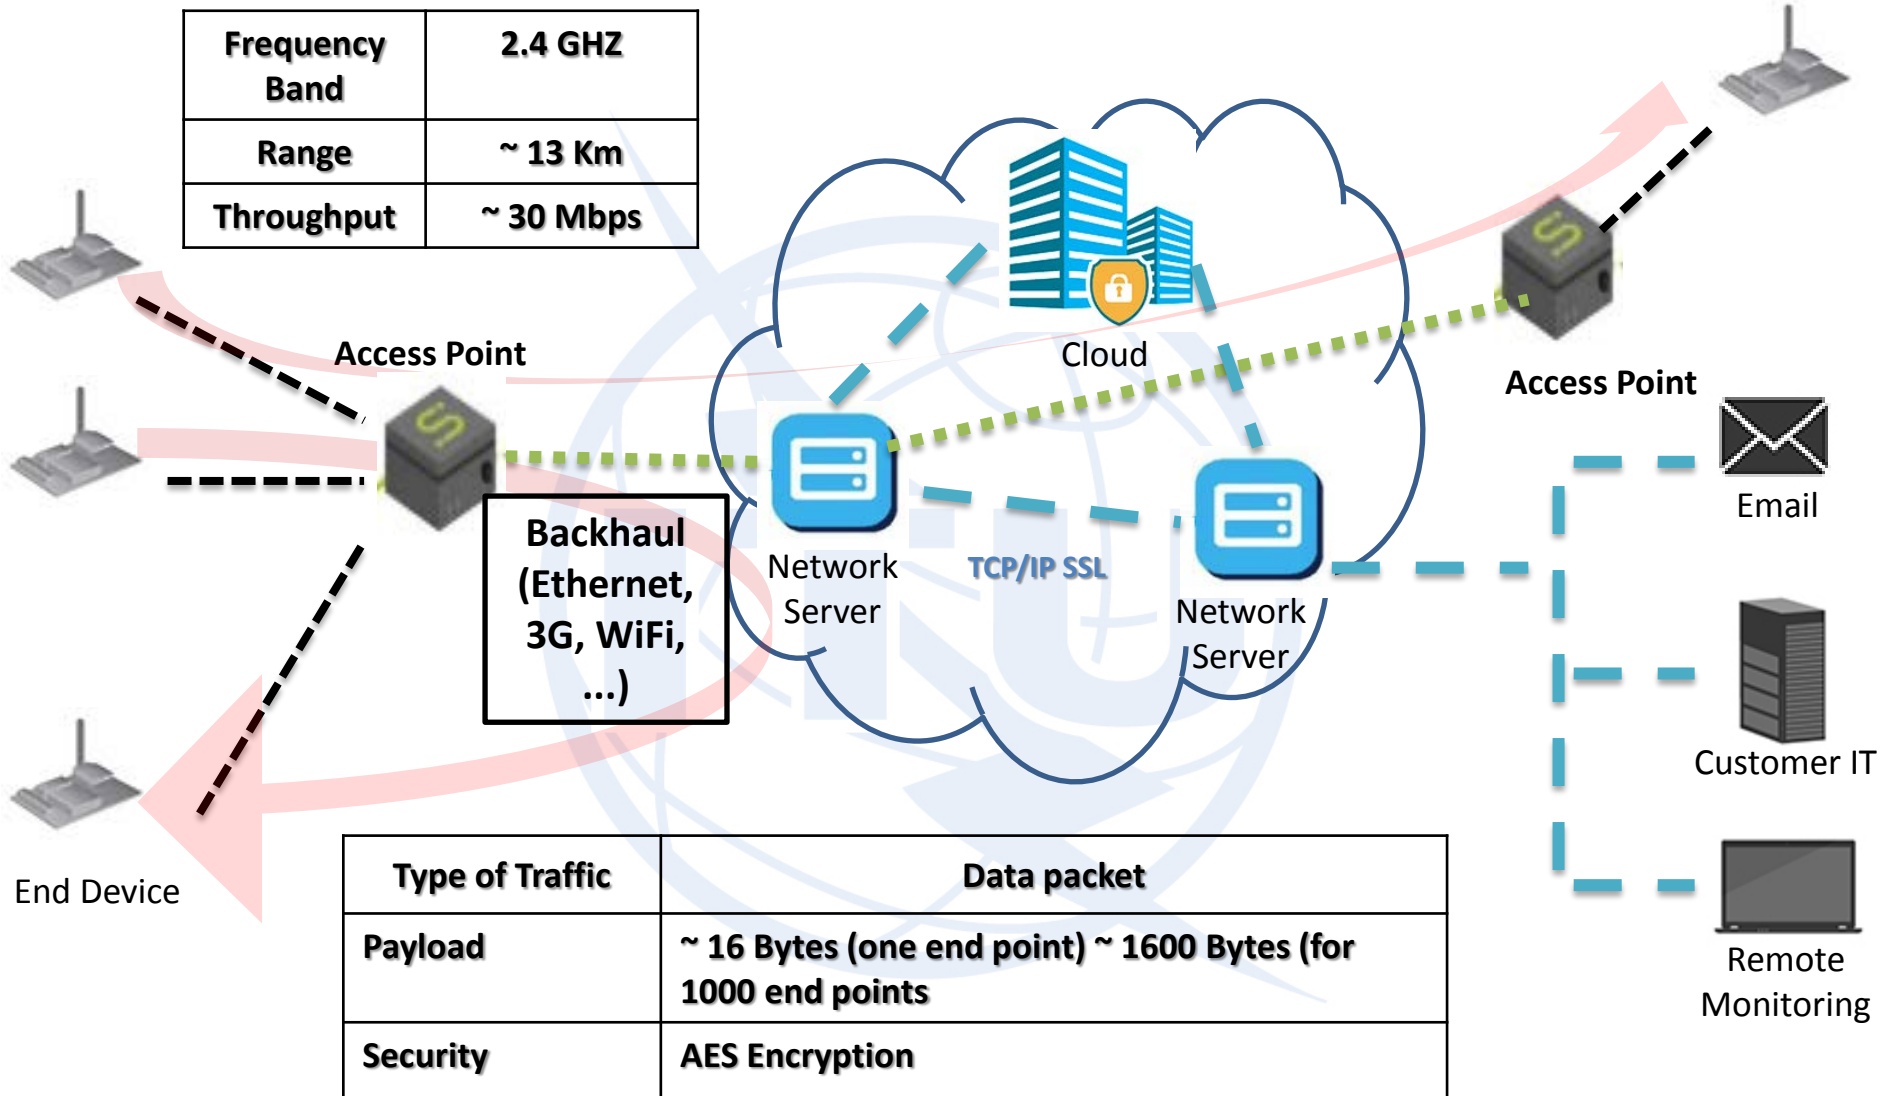 Frequency
Band
2.4 GHZ
Range
~ 13 Km
Throughput
~ 30 Mbps
Access Point
Cloud
Access Point
Backhaul
(Ethernet,
3G, WiFi,
...)
Network
Server
TCP/IP SSL
Network
Server
Email
Customer IT
Remote
Monitoring
End Device
ITU
Type of Traffic
Data packet
Payload
~ 16 Bytes (one end point) ~ 1600 Bytes (for
1000 end points
Security
AES Encryption